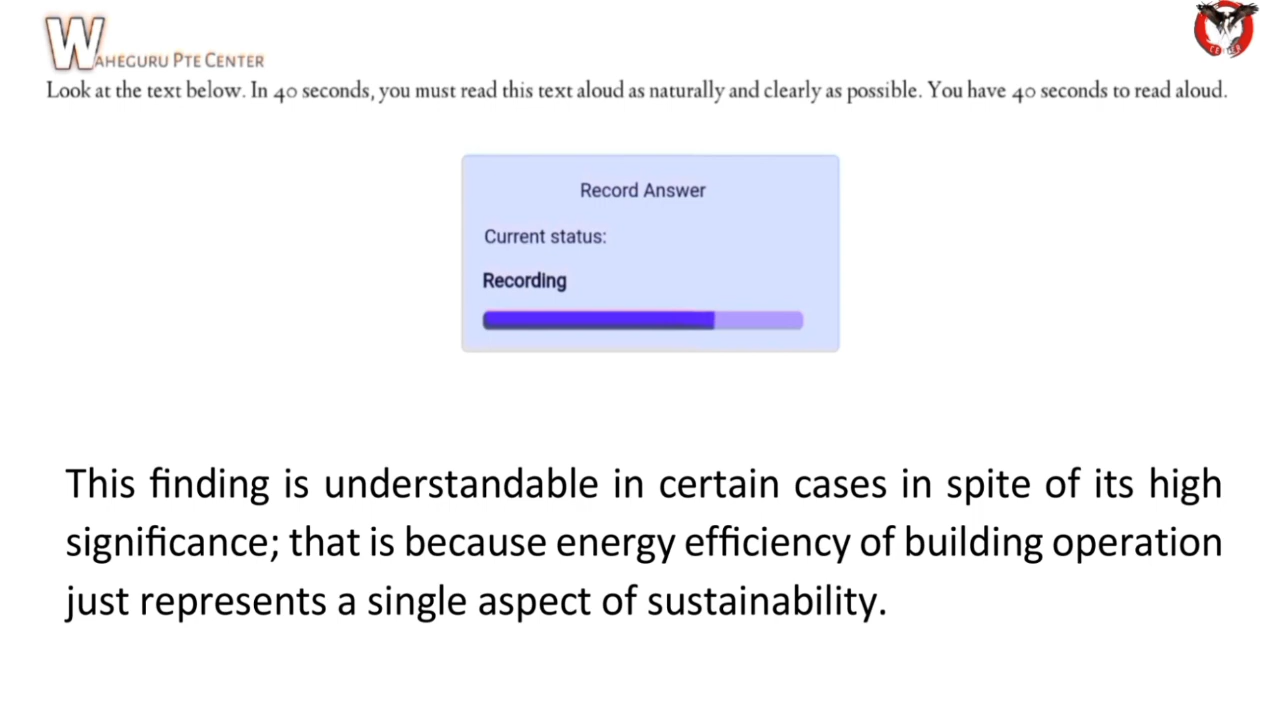 WAHEGURU PTE CENTER
CENTER
Look at the text below. In 40 seconds, you must read this text aloud as naturally and clearly as possible. You have 40 seconds to read aloud.
Record Answer
Current status:
Recording
This finding is understandable in certain cases in spite of its high
significance; that is because energy efficiency of building operation
just represents a single aspect of sustainability.